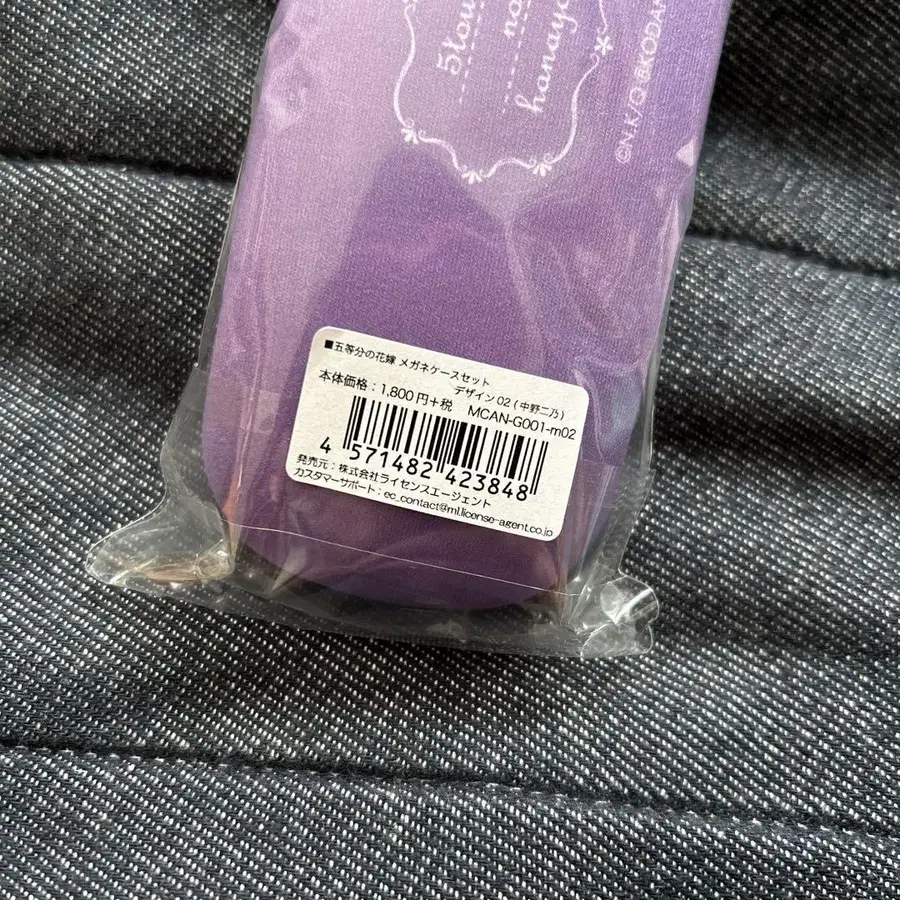 5tou
no
hanayo
©N.K/Q @KODAN
■五等分の花嫁 メガネケースセット
デザイン02(中野二乃)
本体価格:1,800円+税 MCAN-G001-m02
4 571482 423848
発売元:株式会社ライセンスエージェント
カスタマーサポート:ec_contact@ml.license-agent.co.jp